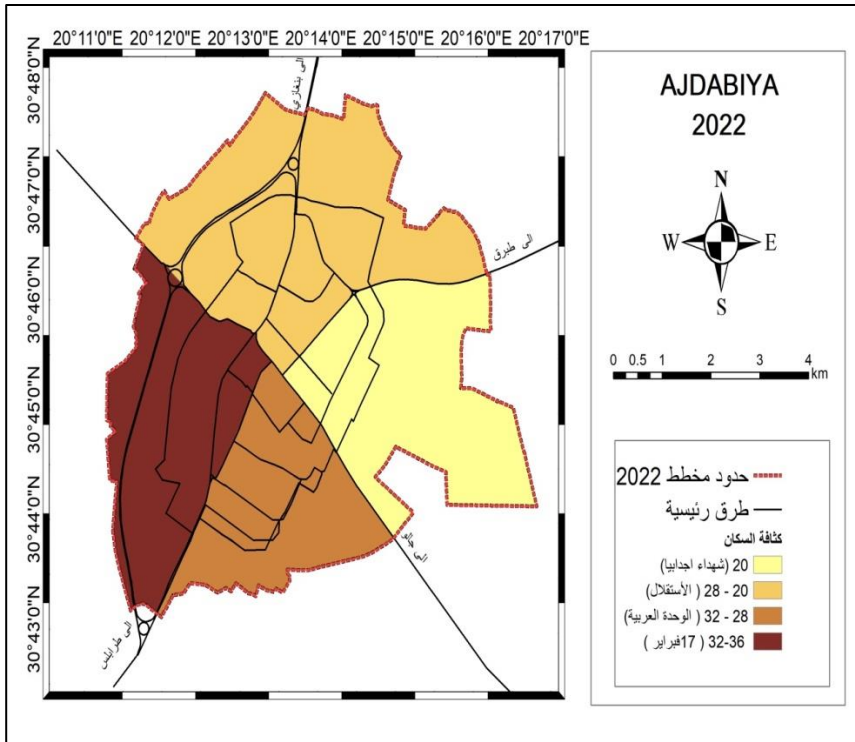 20°11'0"E 20°12'0"E 20°13'0"E 20°14'0"E 20°15'0"E 20°16'0"E 20°17'0"E
30°48'0"N
30°47'0"N
30°46'0"N
30°45'0"N
30°44'0"N
30°43'0"N
الى بنغازي
الى طبرق
الى جالو
الى طرابلس
AJDABIYA
2022
N
W E
S
0 0.5 1 2 3 4
km
حدود مخطط 2022
طرق رئيسية
كثافة السكان
20 (شهداء اجدابيا)
20 - 28 ( الأستقلال)
28 - 32 ( الوحدة العربية)
32-36 ( 17فبراير )